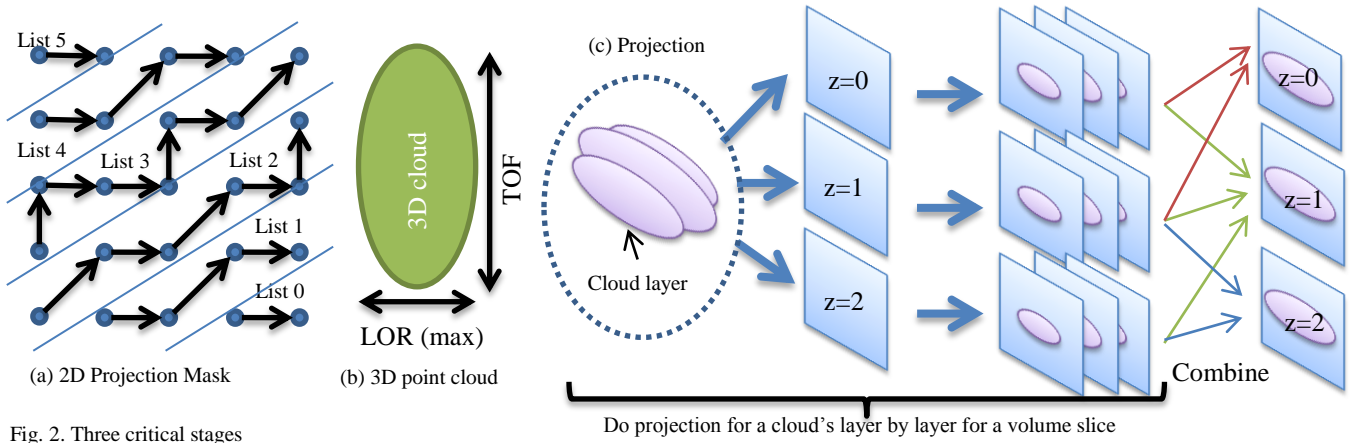 List 5
List 4
List 3
List 2
List 1
List 0
(a) 2D Projection Mask
3D cloud
TOF
LOR (max)
(b) 3D point cloud
(c) Projection
Cloud layer
z=0
z=1
z=2
z=0
z=1
z=2
Combine
Do projection for a cloud's layer by layer for a volume slice
Fig. 2. Three critical stages